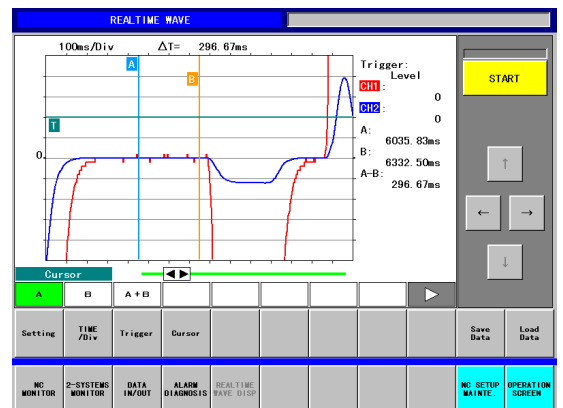 REALTIME WAVE
100ms/Div ΔT= 296.67ms
A
B
T
0
Trigger:
Level
CH1 :
0
CH2 :
0
A:
6035.83ms
B:
6332.50ms
A-B:
296.67ms
START
↑
← →
↓
Cursor
A B A+B
Setting TIME /Div Trigger Cursor Save Data Load Data
NC MONITOR 2-SYSTEMS MONITOR DATA IN/OUT ALARM DIAGNOSIS REALTIME WAVE DISP NC SETUP MAINTE. OPERATION SCREEN